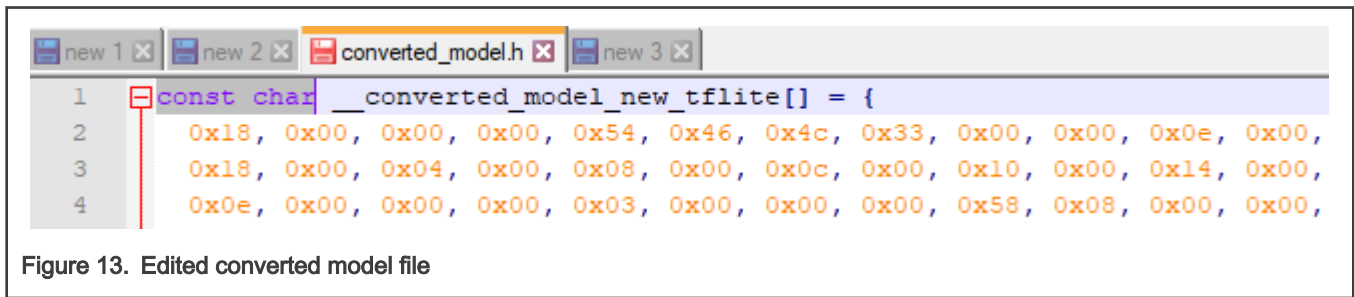 new 1 new 2 converted_model.h new 3
1 const char __converted_model_new_tflite[] = {
2 0x18, 0x00, 0x00, 0x00, 0x54, 0x46, 0x4c, 0x33, 0x00, 0x00, 0x0e, 0x00,
3 0x18, 0x00, 0x04, 0x00, 0x08, 0x00, 0x0c, 0x00, 0x10, 0x00, 0x14, 0x00,
4 0x0e, 0x00, 0x00, 0x00, 0x03, 0x00, 0x00, 0x00, 0x58, 0x08, 0x00, 0x00,
Figure 13. Edited converted model file